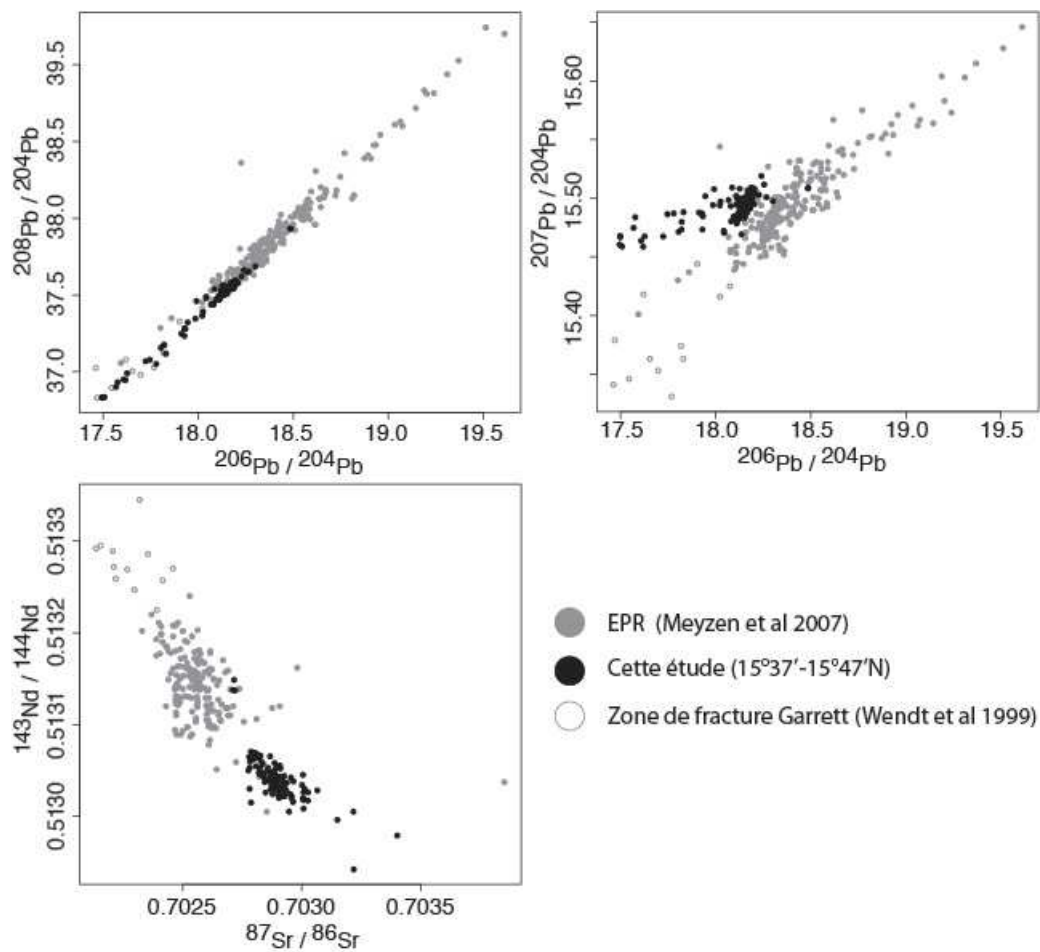 208Pb / 204Pb
37.0 37.5 38.0 38.5 39.5
17.5 18.0 18.5 19.0 19.5
206Pb / 204Pb
207Pb / 204Pb
15.40 15.50 15.60
17.5 18.0 18.5 19.0 19.5
206Pb / 204Pb
143Nd / 144Nd
0.5130 0.5131 0.5132 0.5133
0.7025 0.7030 0.7035
87Sr / 86Sr
EPR (Meyzen et al 2007)
Cette étude (15°37'-15°47'N)
Zone de fracture Garrett (Wendt et al 1999)